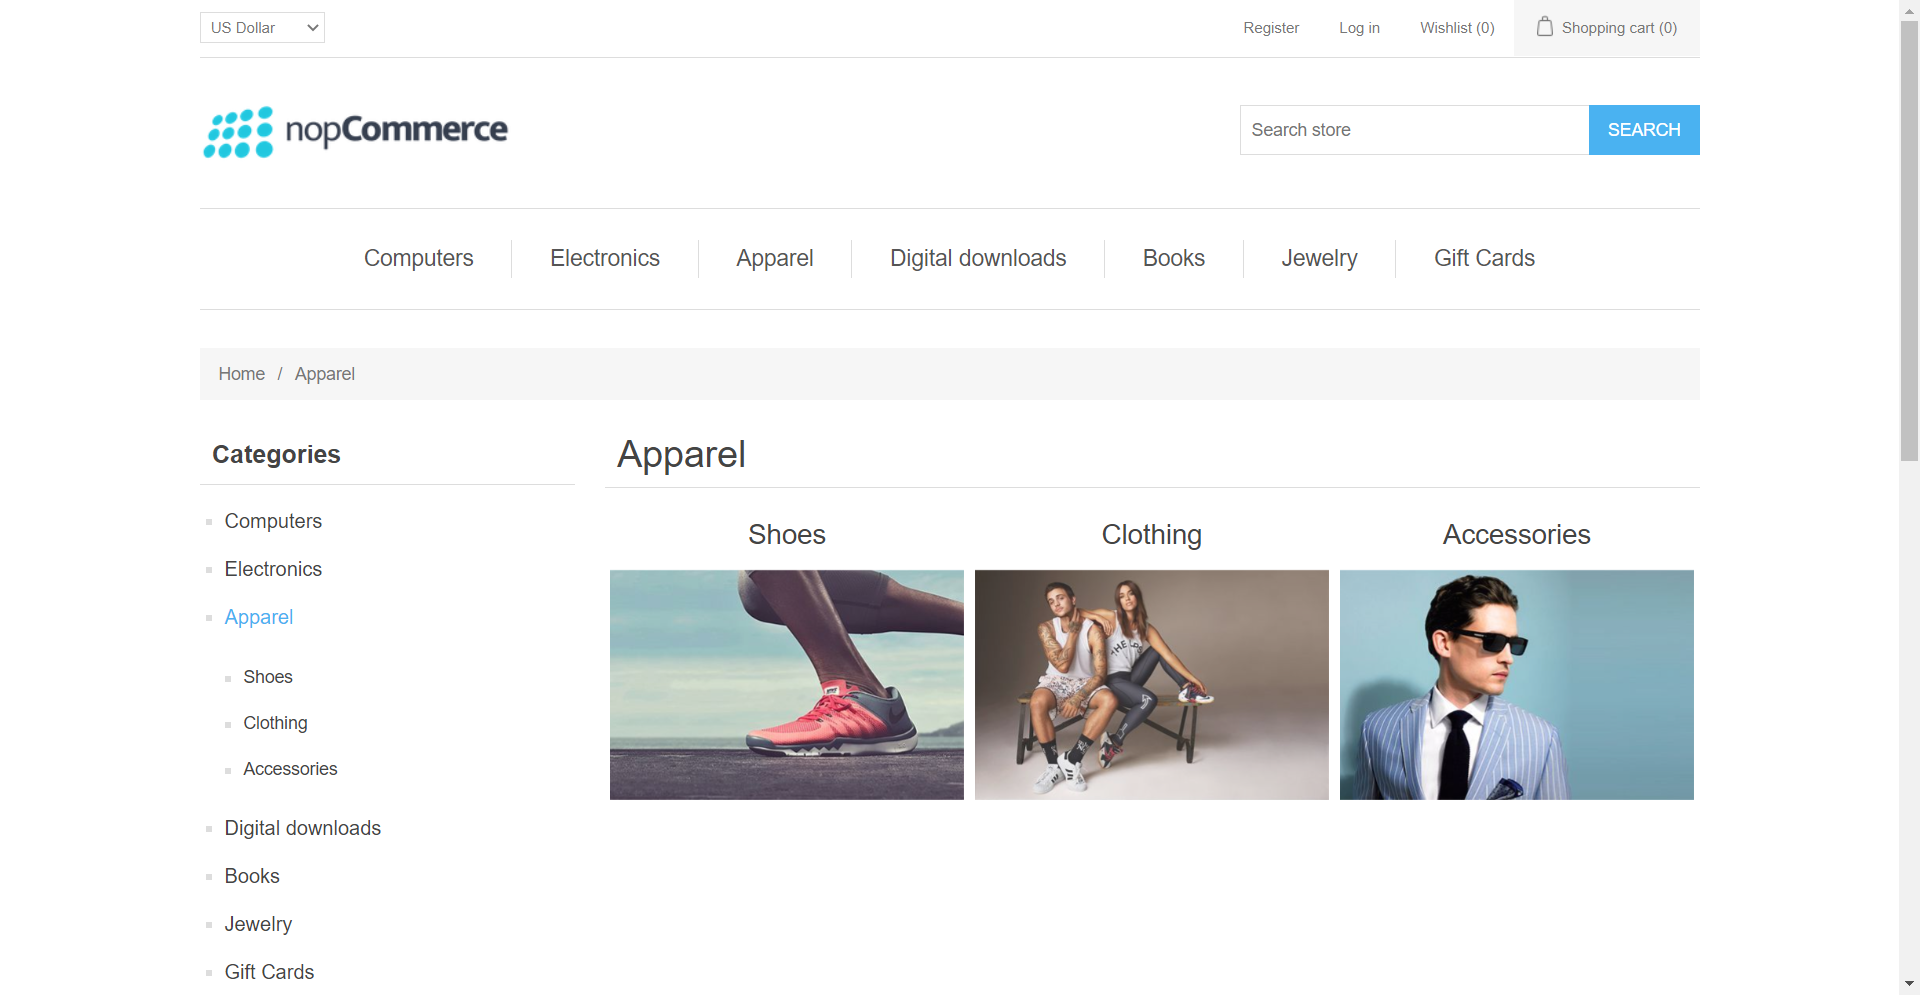 US Dollar
Register
Log in
Wishlist (0)
Shopping cart (0)
nopCommerce
Search store
SEARCH
Computers
Electronics
Apparel
Digital downloads
Books
Jewelry
Gift Cards
Home / Apparel
Categories
Computers
Electronics
Apparel
Shoes
Clothing
Accessories
Digital downloads
Books
Jewelry
Gift Cards
Apparel
Shoes
Clothing
Accessories